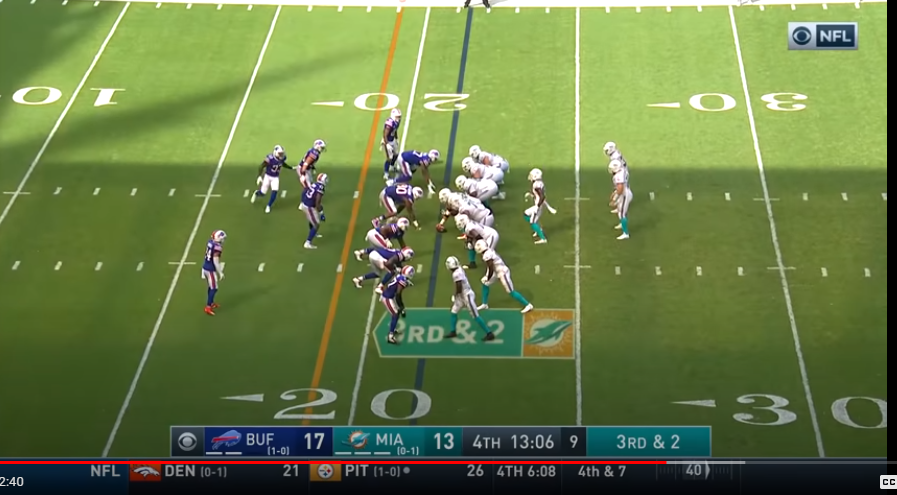 NFL
10
20
30
3RD & 2
20
30
BUF (1-0) 17 MIA (0-1) 13 4TH 13:06 9 3RD & 2
NFL DEN (0-1) 21 PIT (1-0) 26 4TH 6:08 4th & 7 40
2:40
CC